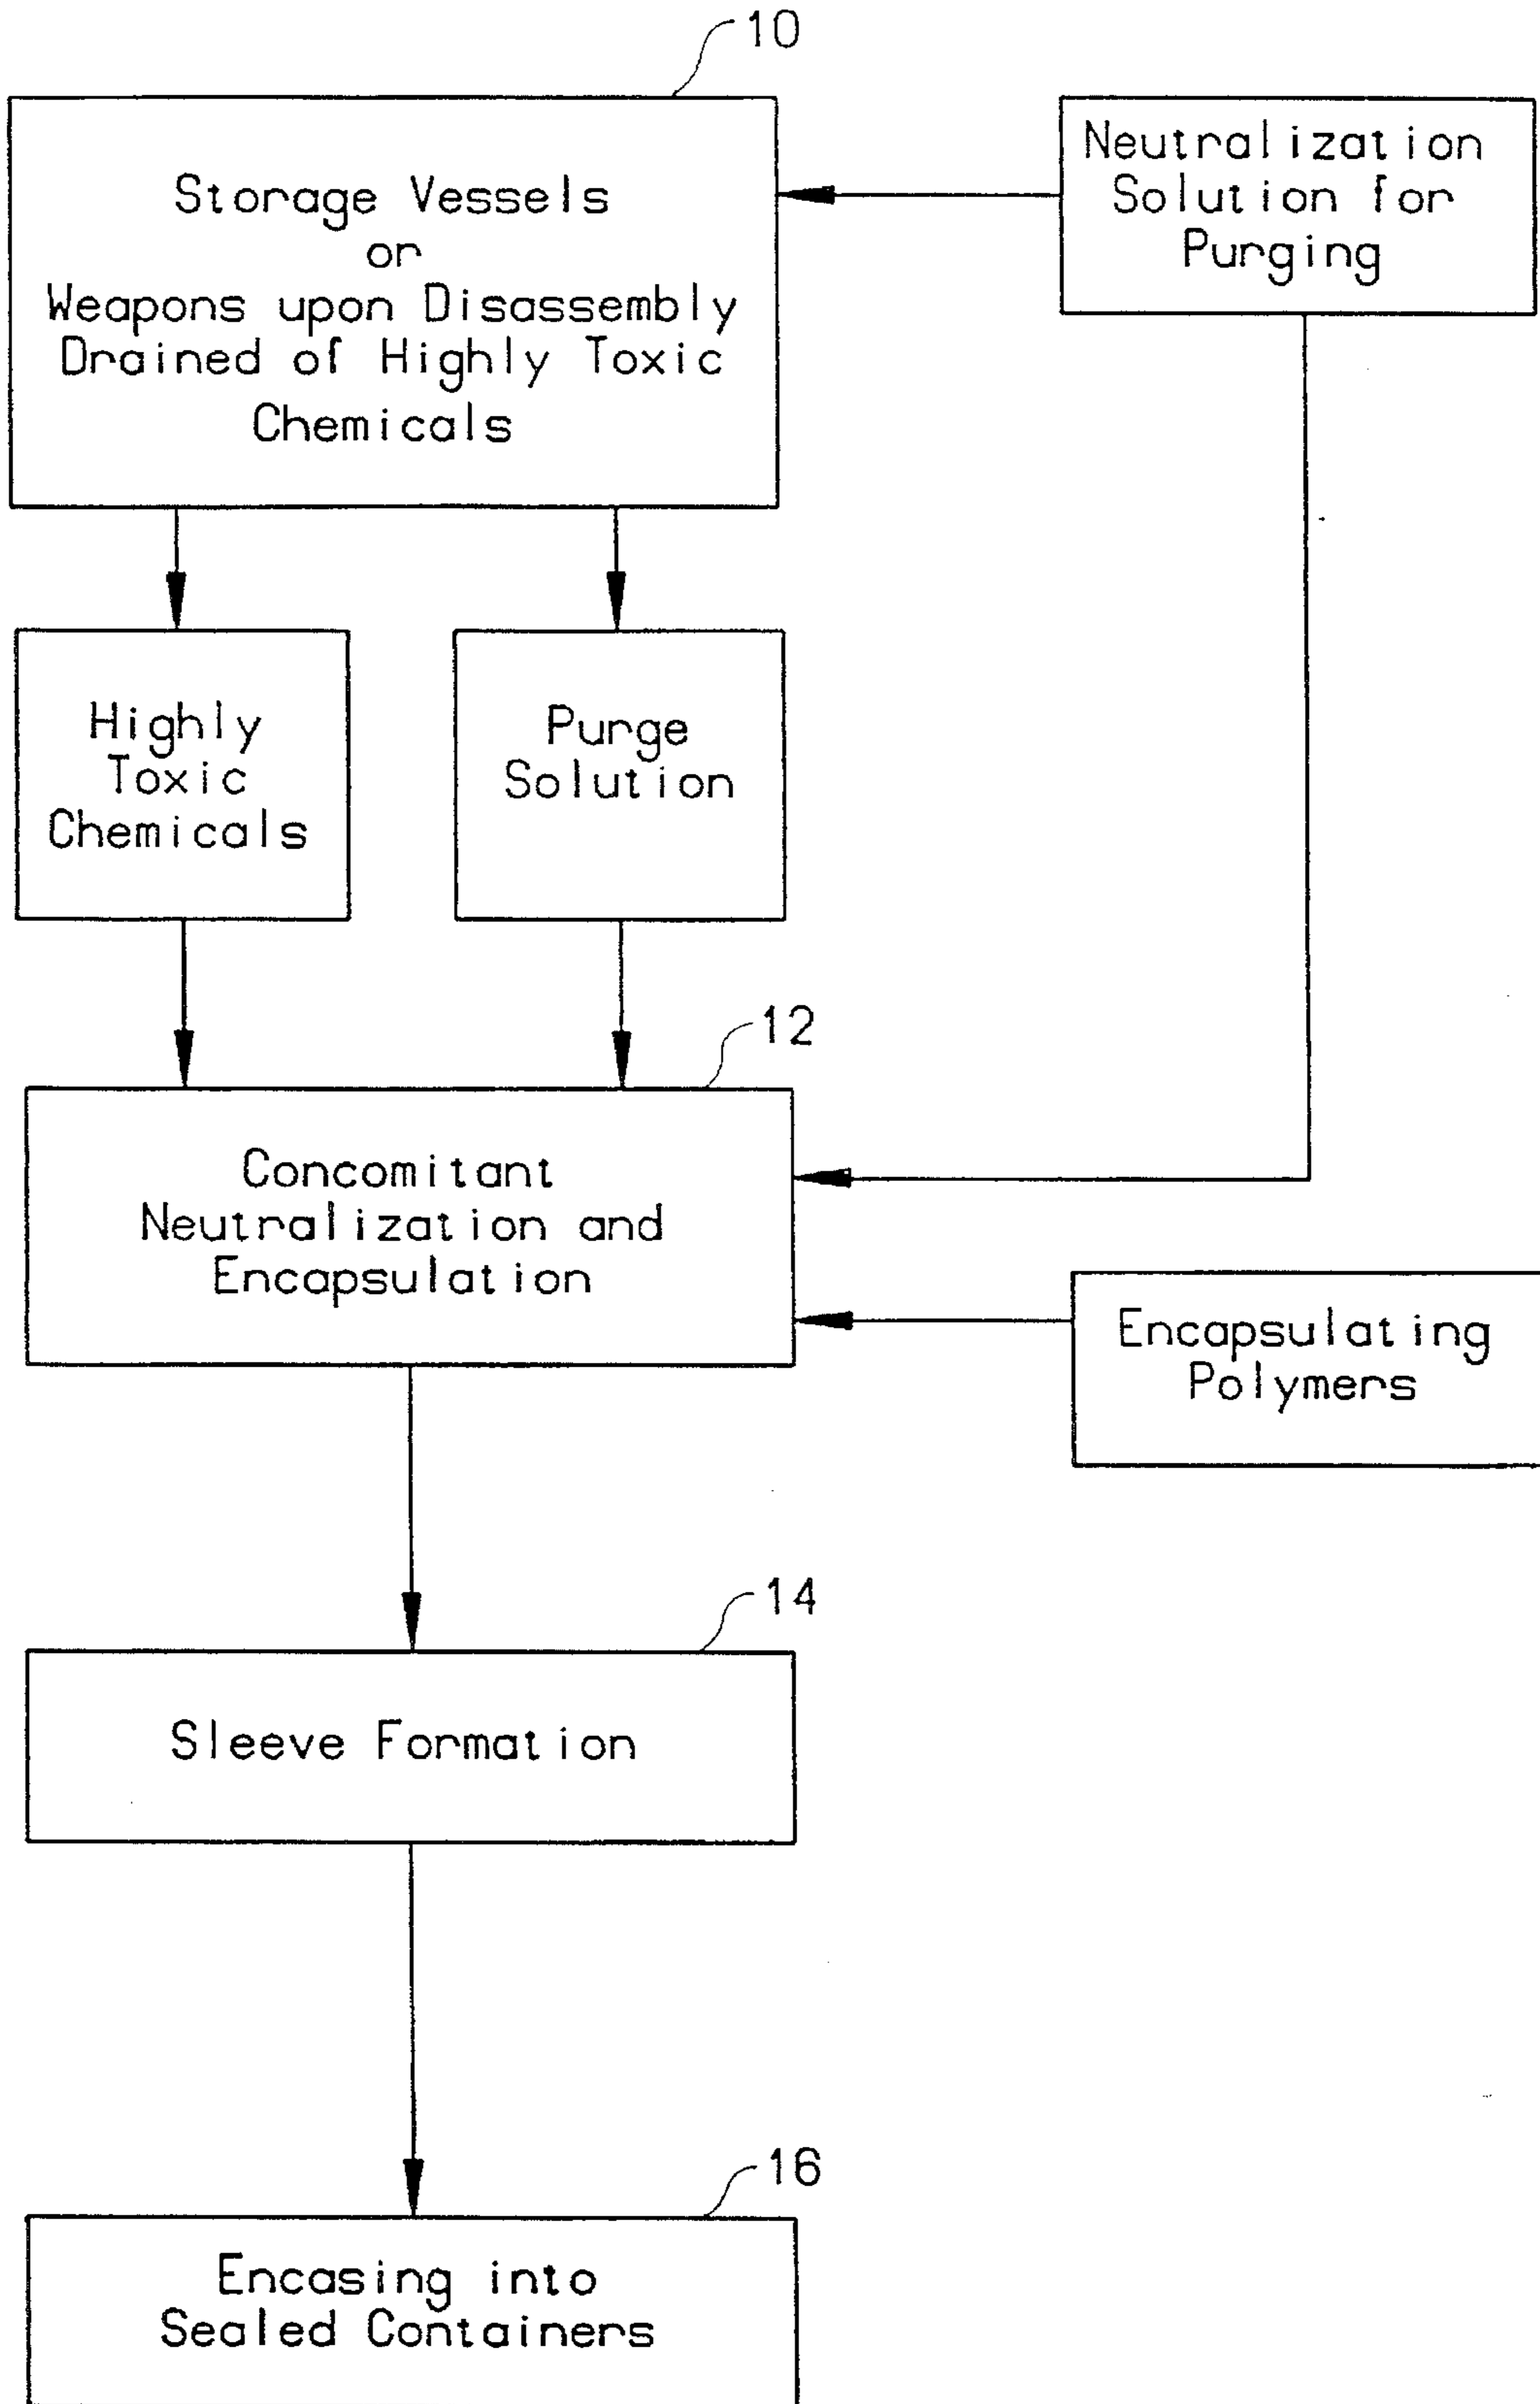 10
Storage Vessels
or
Weapons upon Disassembly
Drained of Highly Toxic
Chemicals
Neutralization
Solution for
Purging
Highly
Toxic
Chemicals
Purge
Solution
12
Concomitant
Neutralization and
Encapsulation
Encapsulating
Polymers
14
Sleeve Formation
16
Encasing into
Sealed Containers